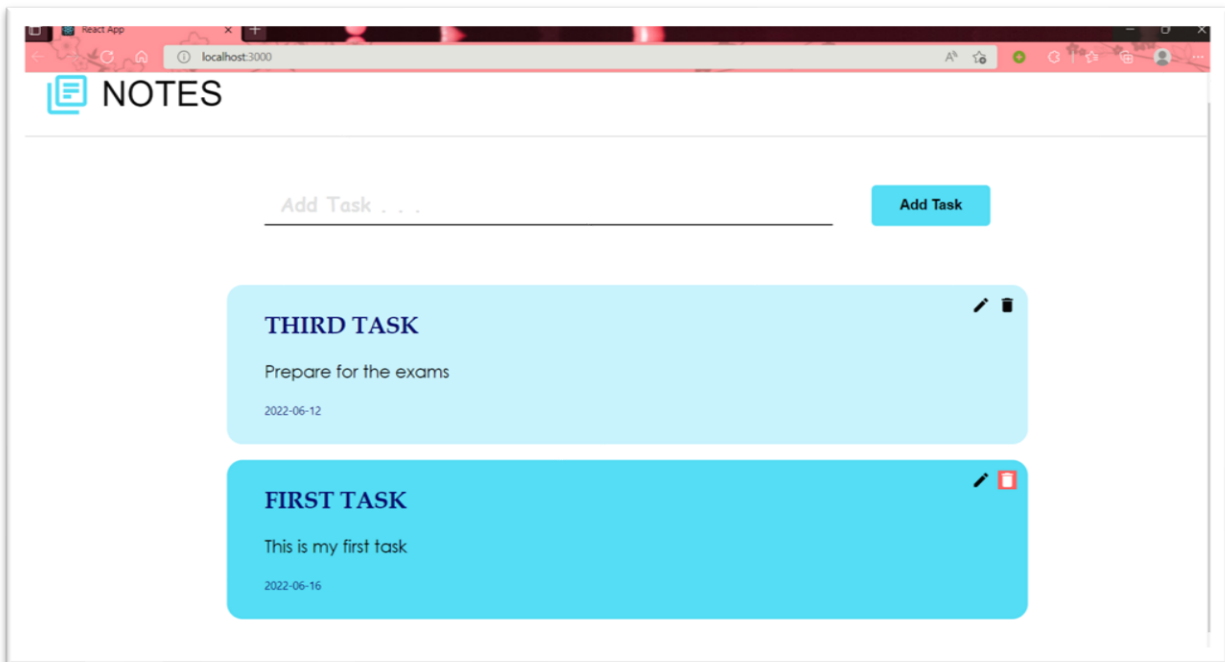 React App
localhost:3000
NOTES
Add Task . . .
Add Task
THIRD TASK
Prepare for the exams
2022-06-12
FIRST TASK
This is my first task
2022-06-16